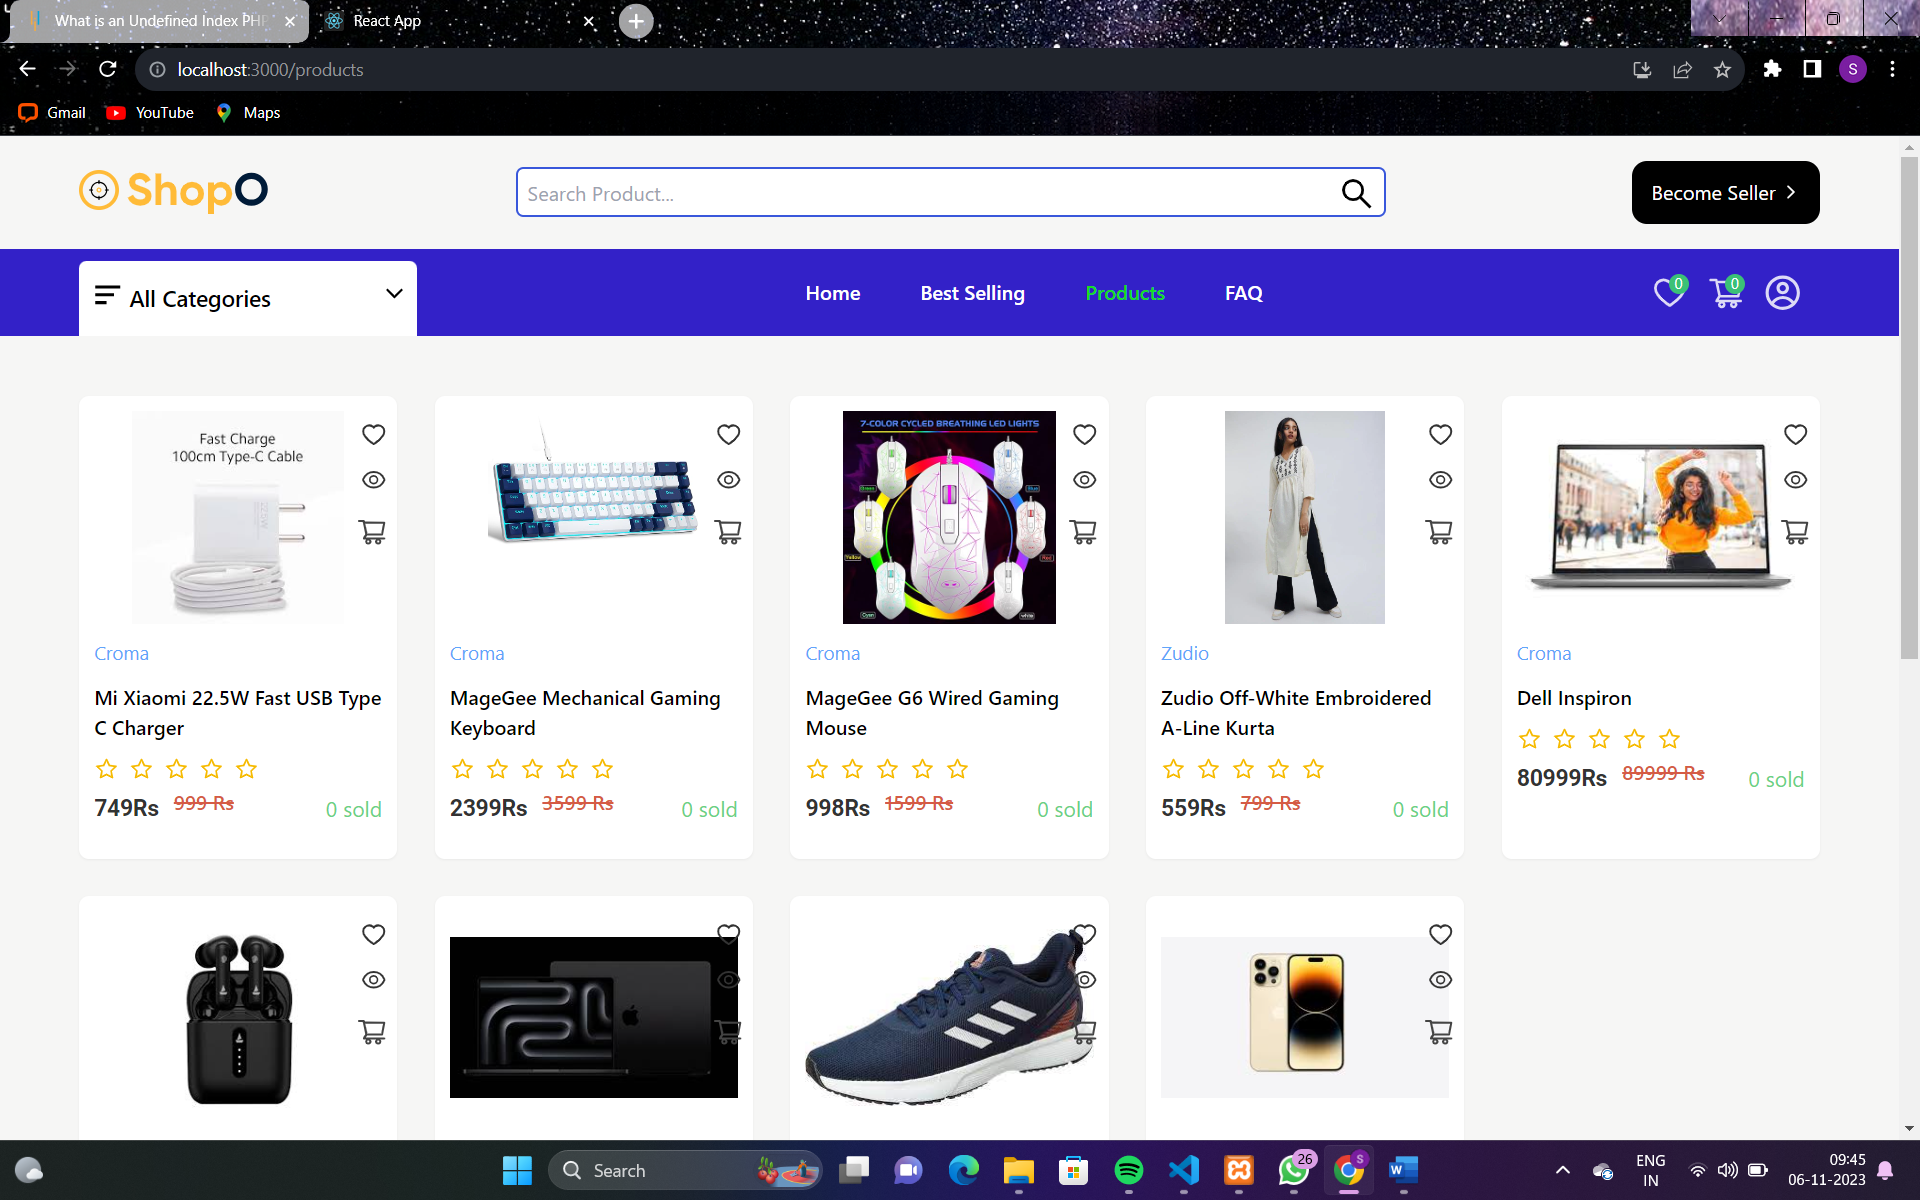 What is an Undefined Index PHP
React App
localhost:3000/products
S
Gmail
YouTube
Maps
ShopO
Search Product...
Become Seller
All Categories
Home
Best Selling
Products
FAQ
0
0
Fast Charge
100cm Type-C Cable
7-COLOR CYCLED BREATHING LED LIGHTS
Croma
Mi Xiaomi 22.5W Fast USB Type
C Charger
749Rs 999 Rs 0 sold
Croma
MageGee Mechanical Gaming
Keyboard
2399Rs 3599 Rs 0 sold
Croma
MageGee G6 Wired Gaming
Mouse
998Rs 1599 Rs 0 sold
Zudio
Zudio Off-White Embroidered
A-Line Kurta
559Rs 799 Rs 0 sold
Croma
Dell Inspiron
80999Rs 89999 Rs 0 sold
Search
26
S
ENG
IN
09:45
06-11-2023